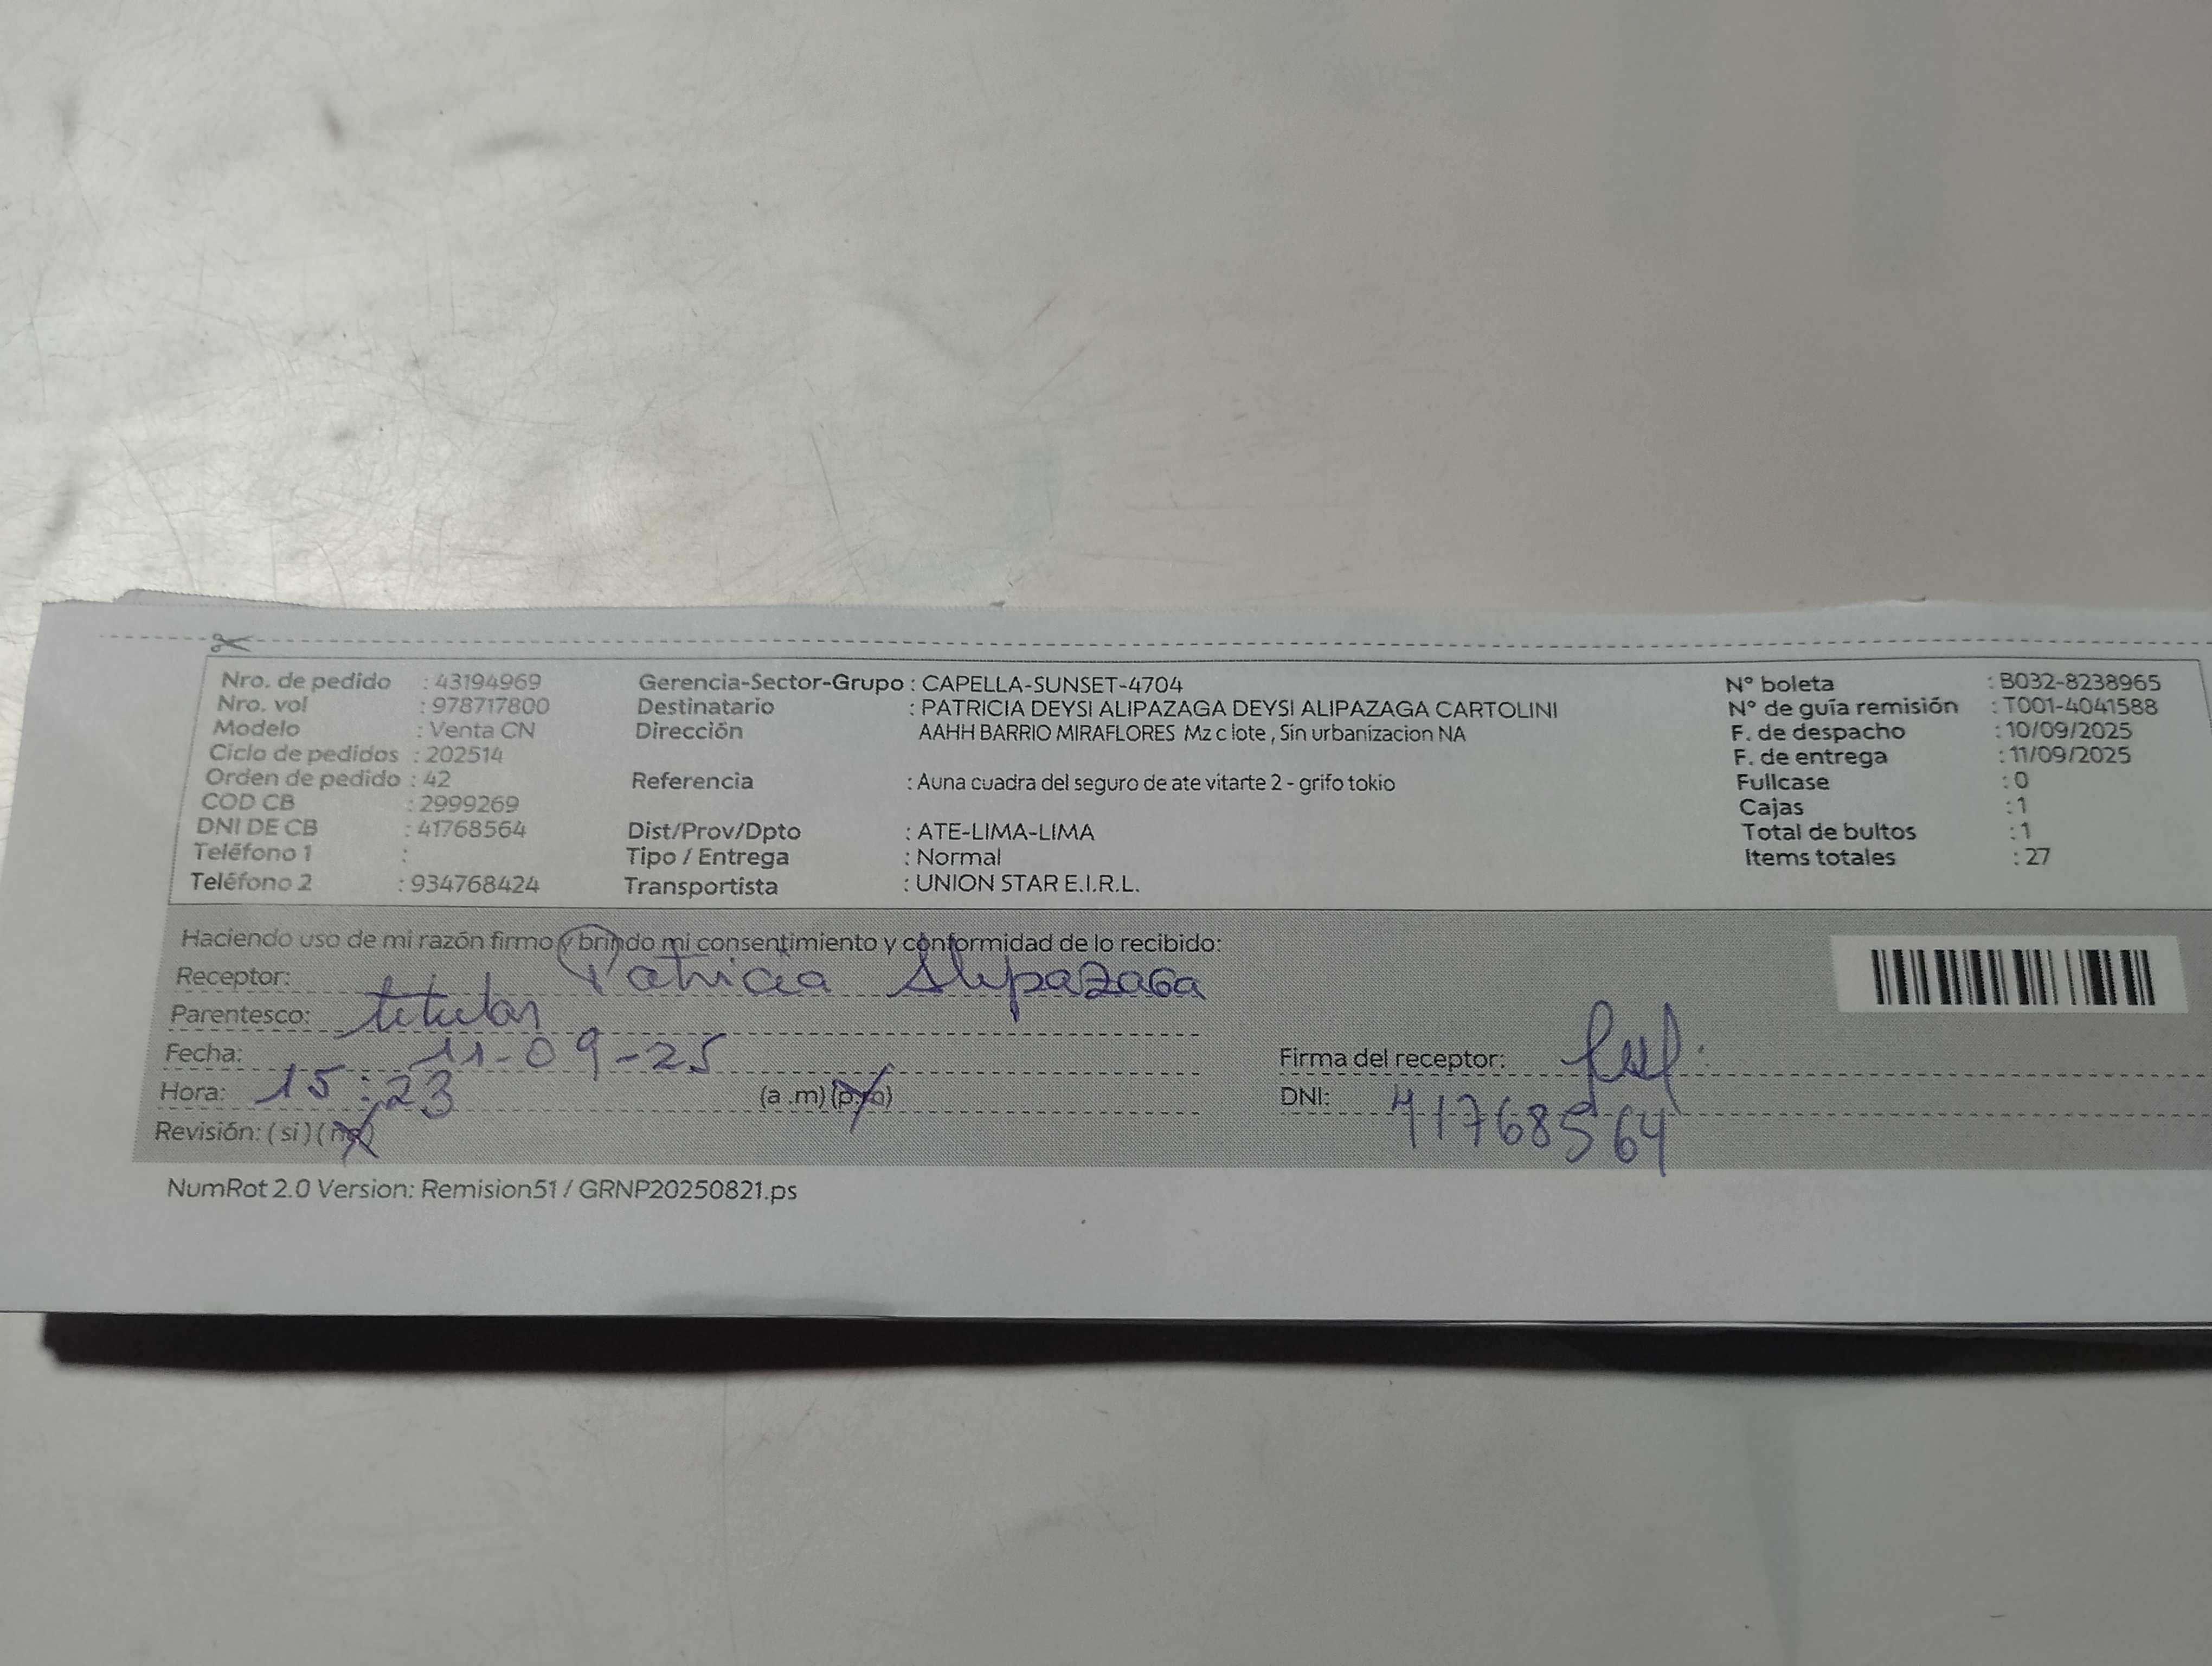 Nro. de pedido : 43194969
Nro. vol : 978717800
Modelo : Venta CN
Ciclo de pedidos : 202514
Orden de pedido : 42
COD CB : 2999269
DNI DE CB : 41768564
Teléfono 1 :
Teléfono 2 : 934768424
Gerencia-Sector-Grupo : CAPELLA-SUNSET-4704
Destinatario : PATRICIA DEYSI ALIPAZAGA DEYSI ALIPAZAGA CARTOLINI
Dirección AAHH BARRIO MIRAFLORES Mz c lote , Sin urbanizacion NA
Referencia : Auna cuadra del seguro de ate vitarte 2 - grifo tokio
Dist/Prov/Dpto : ATE-LIMA-LIMA
Tipo / Entrega : Normal
Transportista : UNION STAR E.I.R.L.
N° boleta : B032-8238965
N° de guía remisión : T001-4041588
F. de despacho : 10/09/2025
F. de entrega : 11/09/2025
Fullcase : 0
Cajas : 1
Total de bultos : 1
Items totales : 27
Haciendo uso de mi razón firmo y brindo mi consentimiento y conformidad de lo recibido:
Receptor: Patricia Alipazaga
Parentesco: titular
Fecha: 11-09-25
Hora: 15:23 (a .m) (p.m)
Revisión: ( si ) ( no )
Firma del receptor:
DNI: 41768564
NumRot 2.0 Version: Remision51 / GRNP20250821.ps